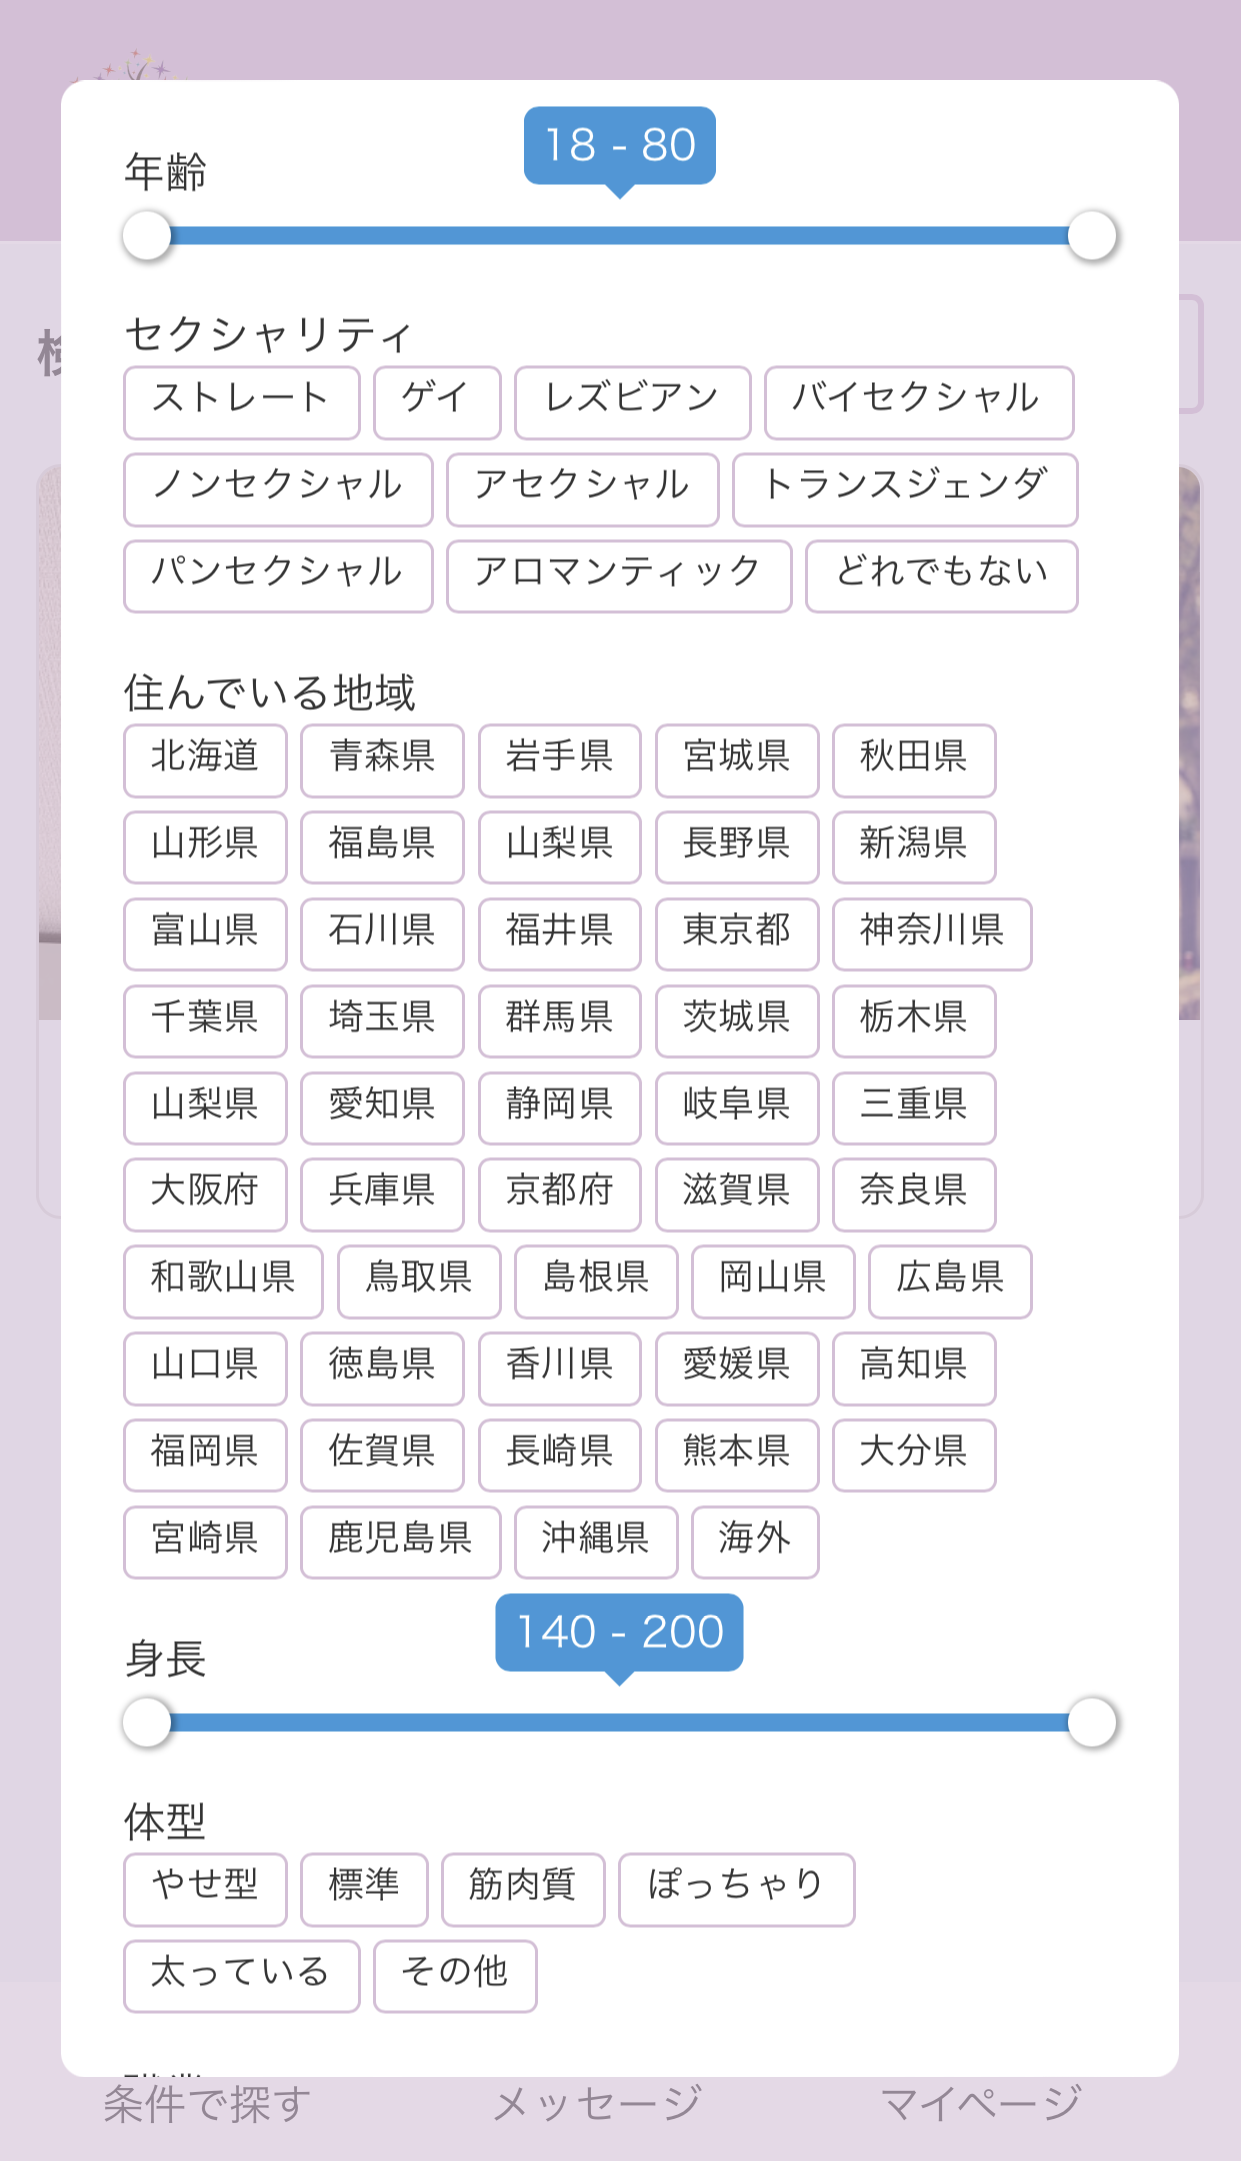 18 - 80
年齢
セクシャリティ
ストレート ゲイ レズビアン バイセクシャル
ノンセクシャル アセクシャル トランスジェンダ
パンセクシャル アロマンティック どれでもない
住んでいる地域
北海道 青森県 岩手県 宮城県 秋田県
山形県 福島県 山梨県 長野県 新潟県
富山県 石川県 福井県 東京都 神奈川県
千葉県 埼玉県 群馬県 茨城県 栃木県
山梨県 愛知県 静岡県 岐阜県 三重県
大阪府 兵庫県 京都府 滋賀県 奈良県
和歌山県 鳥取県 島根県 岡山県 広島県
山口県 徳島県 香川県 愛媛県 高知県
福岡県 佐賀県 長崎県 熊本県 大分県
宮崎県 鹿児島県 沖縄県 海外
140 - 200
身長
体型
やせ型 標準 筋肉質 ぽっちゃり
太っている その他
条件で探す メッセージ マイページ